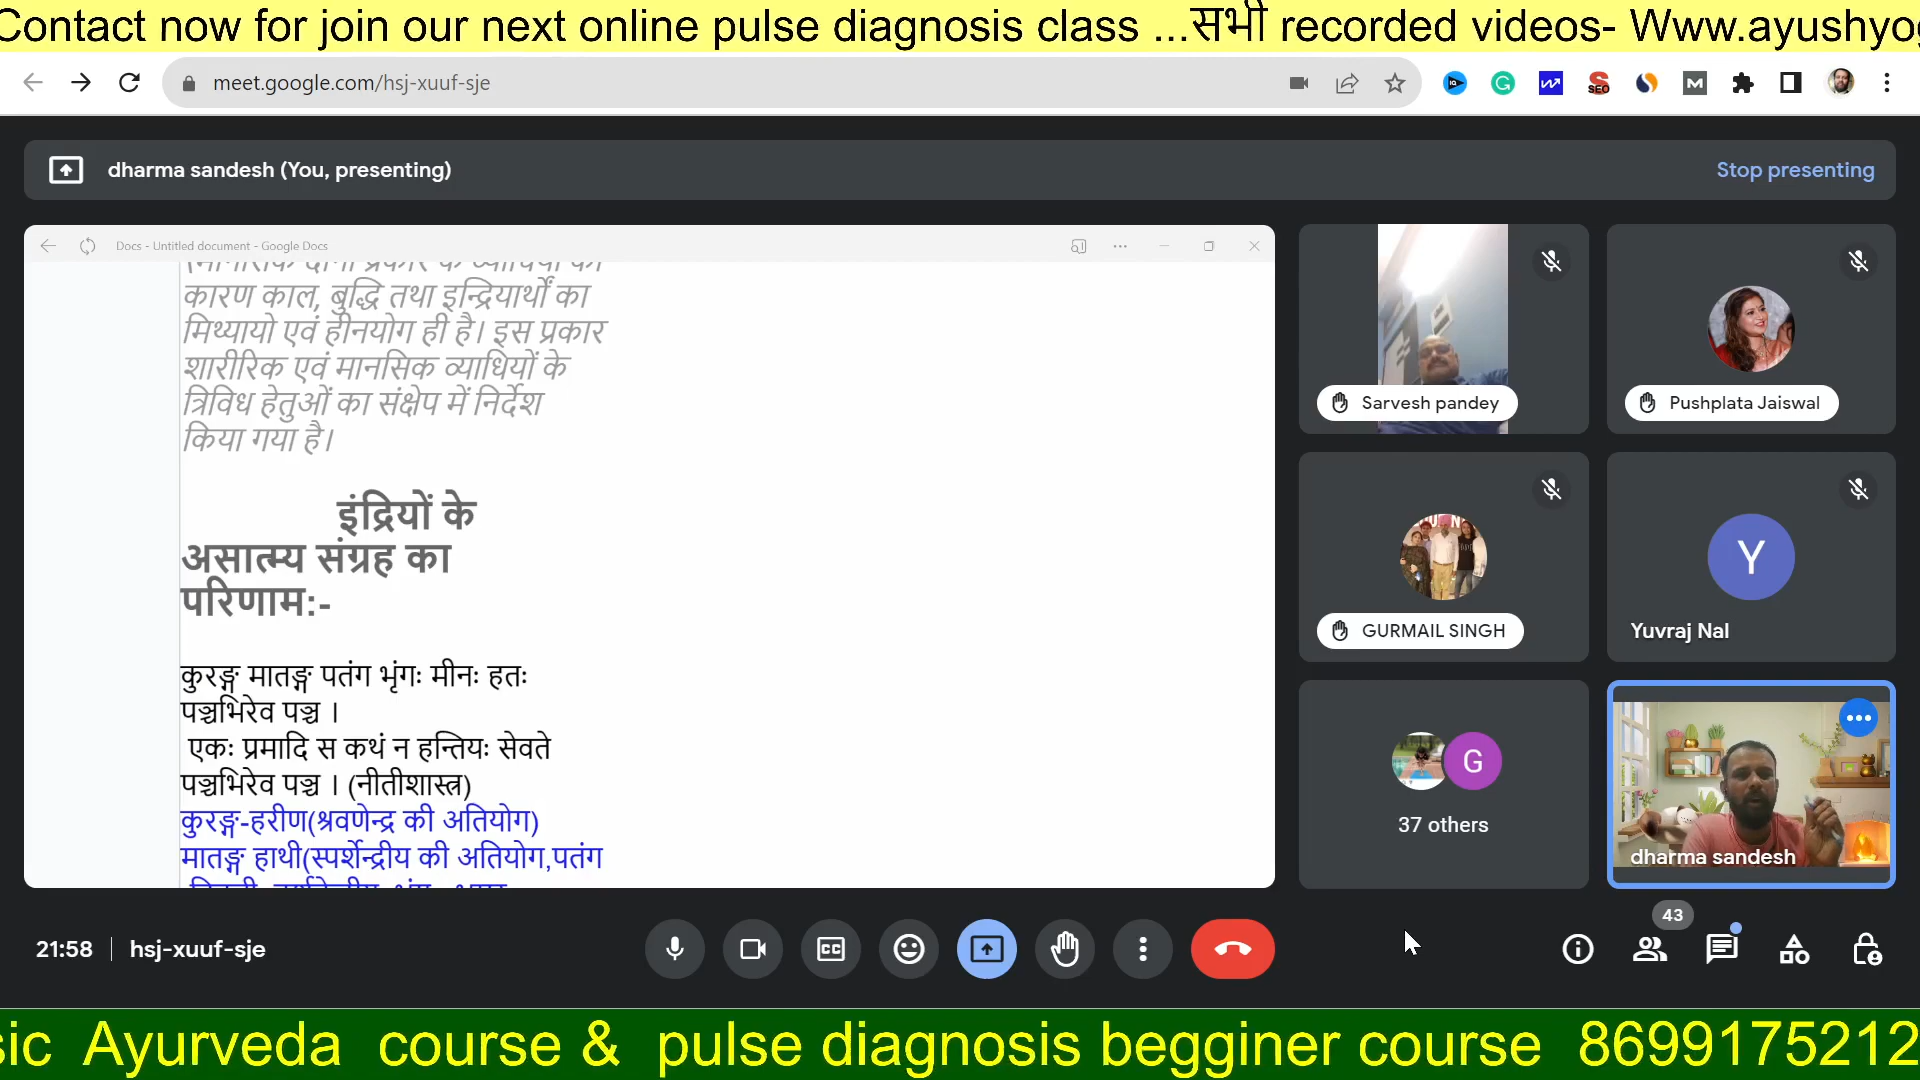 Contact now for join our next online pulse diagnosis class ...सभी recorded videos- Www.ayushyo
meet.google.com/hsj-xuuf-sje
dharma sandesh (You, presenting)
Stop presenting
Docs - Untitled document - Google Docs
कारण काल, बुद्धि तथा इन्द्रियार्थों का
मिथ्यायो एवं हीनयोग ही है। इस प्रकार
शारीरिक एवं मानसिक व्याधियों के
त्रिविध हेतुओं का संक्षेप में निर्देश
किया गया है।
इंद्रियों के
असात्म्य संग्रह का
परिणाम:-
कुरङ्ग मातङ्ग पतंग भृंगः मीनः हतः
पञ्चभिरेव पञ्च ।
एकः प्रमादि स कथं न हन्तियः सेवते
पञ्चभिरेव पञ्च । (नीतीशास्त्र)
कुरङ्ग-हरीण(श्रवणेन्द्र की अतियोग)
मातङ्ग हाथी(स्पर्शेन्द्रीय की अतियोग,पतंग
Sarvesh pandey
Pushplata Jaiswal
GURMAIL SINGH
Y
Yuvraj Nal
G
37 others
dharma sandesh
21:58
hsj-xuuf-sje
CC
43
sic Ayurveda course & pulse diagnosis begginer course 8699175212